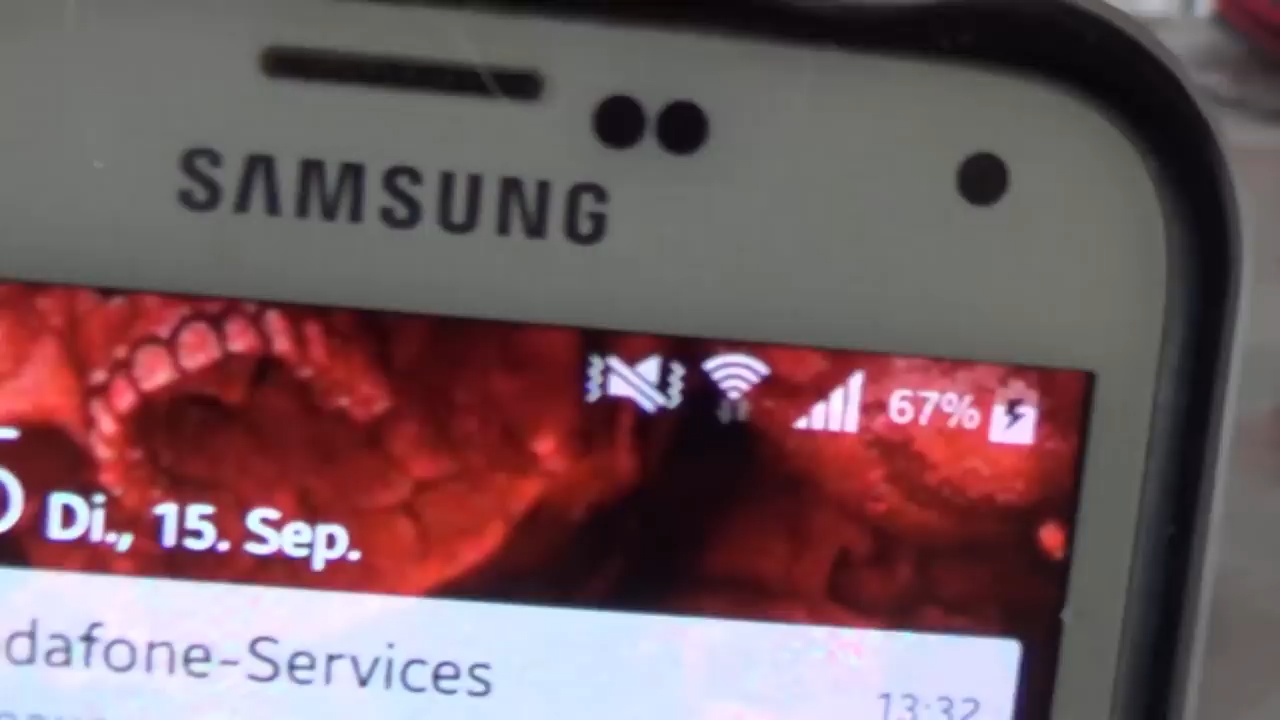 SAMSUNG
67%
Di., 15. Sep.
dafone-Services
13:32